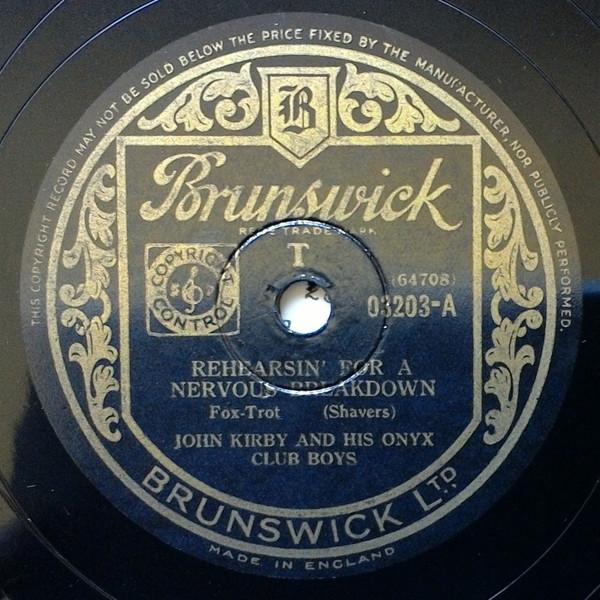 THIS COPYRIGHT RECORD MAY NOT BE SOLD BELOW THE PRICE FIXED BY THE MANUFACTURER, NOR PUBLICLY PERFORMED.
B
Brunswick
REGD TRADE MARK
T
COPYRIGHT
CONTROL
(64708)
03203-A
REHEARSIN' FOR A
NERVOUS BREAKDOWN
Fox-Trot (Shavers)
JOHN KIRBY AND HIS ONYX
CLUB BOYS
BRUNSWICK LTD.,
MADE IN ENGLAND